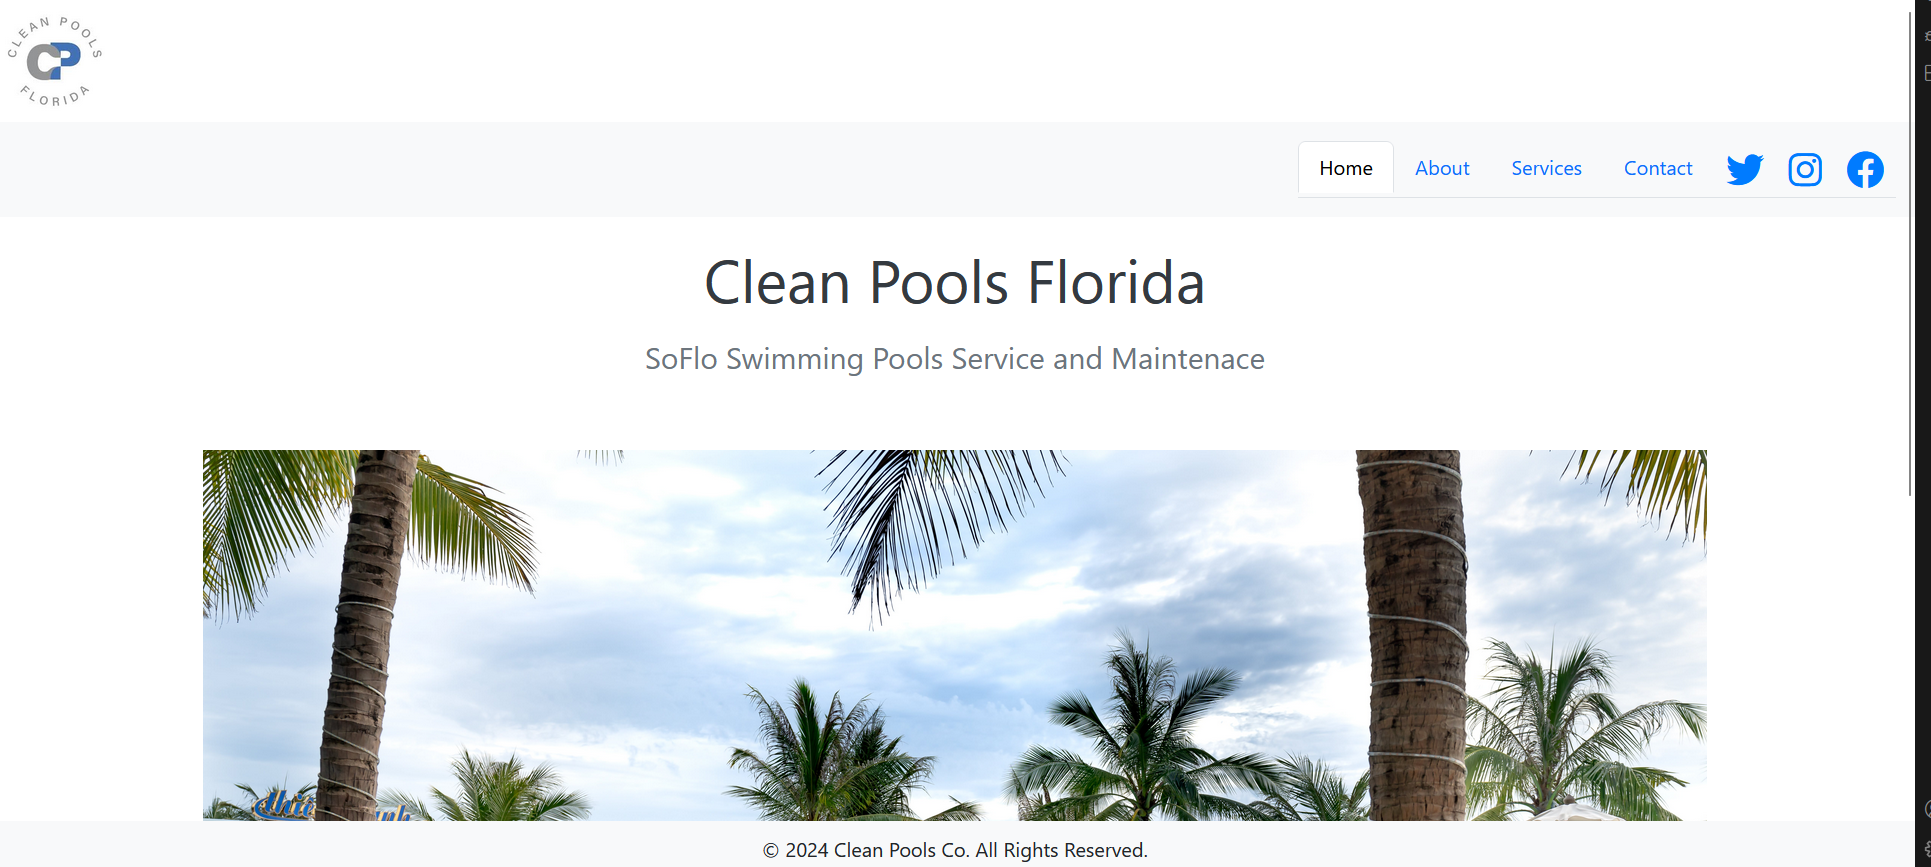 CLEAN POOLS
CP
FLORIDA
Home About Services Contact
Clean Pools Florida
SoFlo Swimming Pools Service and Maintenace
© 2024 Clean Pools Co. All Rights Reserved.